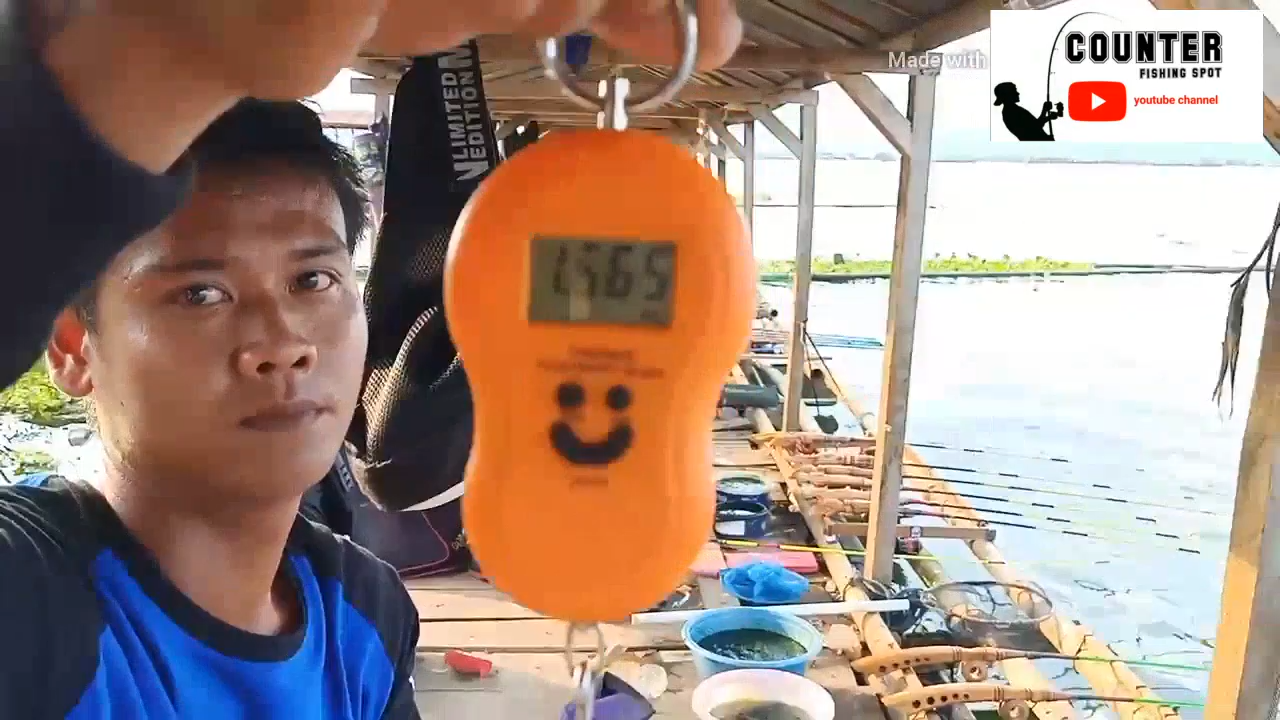 LIMITED
EDITION
Made with
COUNTER
FISHING SPOT
youtube channel
1.565